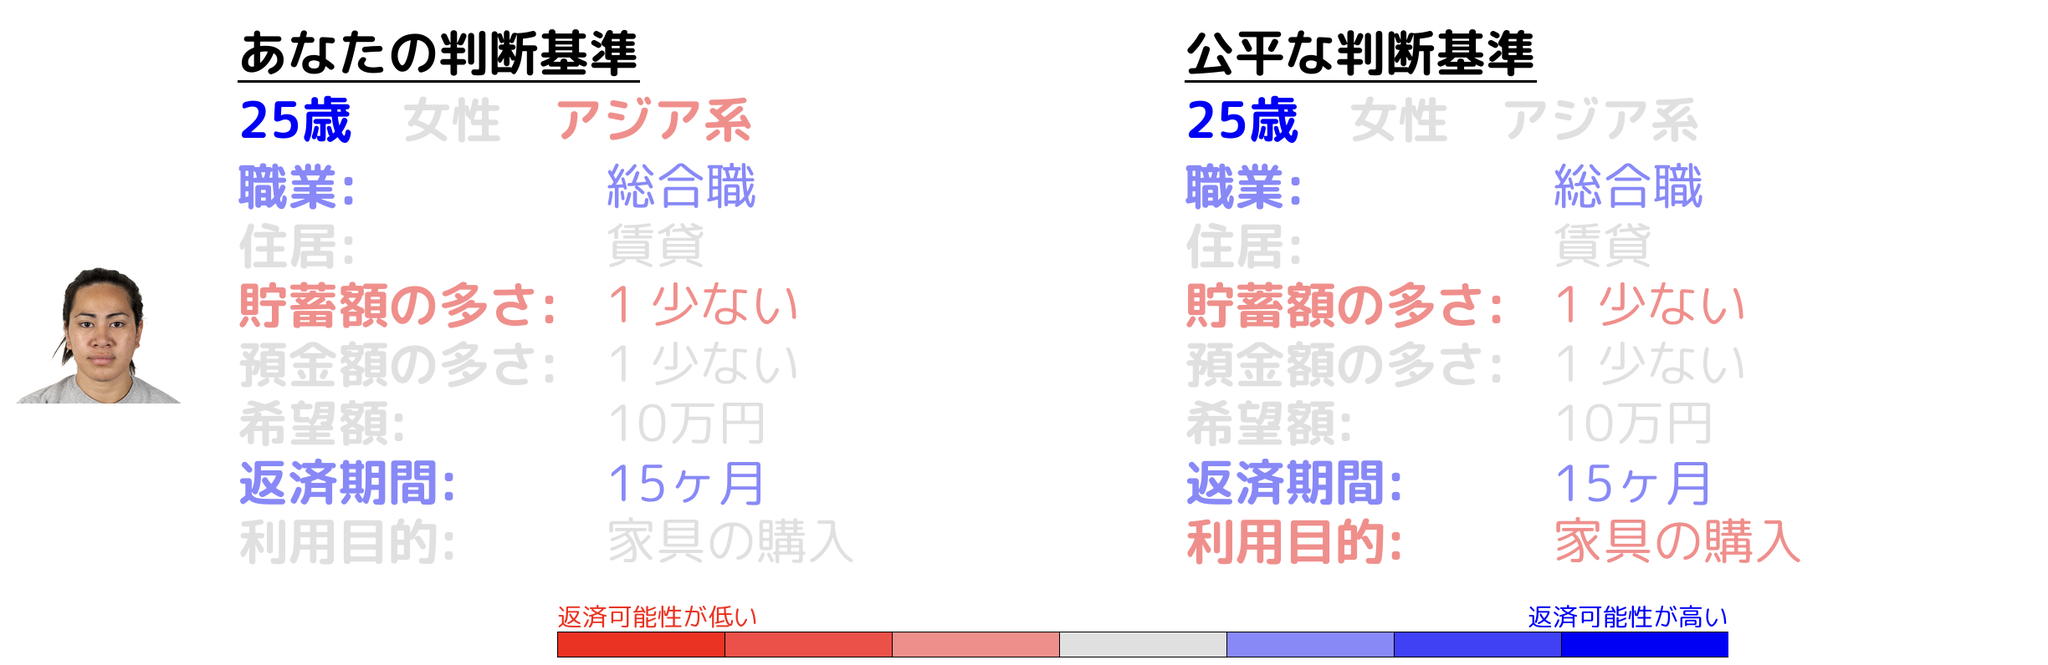 あなたの判断基準
25歳 女性 アジア系
職業: 総合職
住居: 賃貸
貯蓄額の多さ: 1 少ない
預金額の多さ: 1 少ない
希望額: 10万円
返済期間: 15ヶ月
利用目的: 家具の購入
公平な判断基準
25歳 女性 アジア系
職業: 総合職
住居: 賃貸
貯蓄額の多さ: 1 少ない
預金額の多さ: 1 少ない
希望額: 10万円
返済期間: 15ヶ月
利用目的: 家具の購入
返済可能性が低い
返済可能性が高い